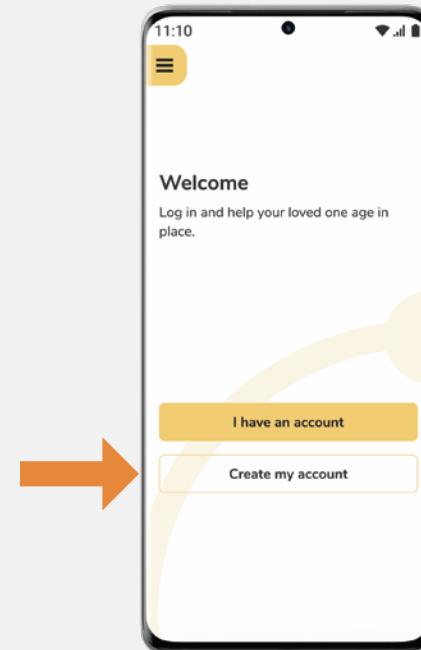 11:10
Welcome
Log in and help your loved one age in
place.
I have an account
Create my account